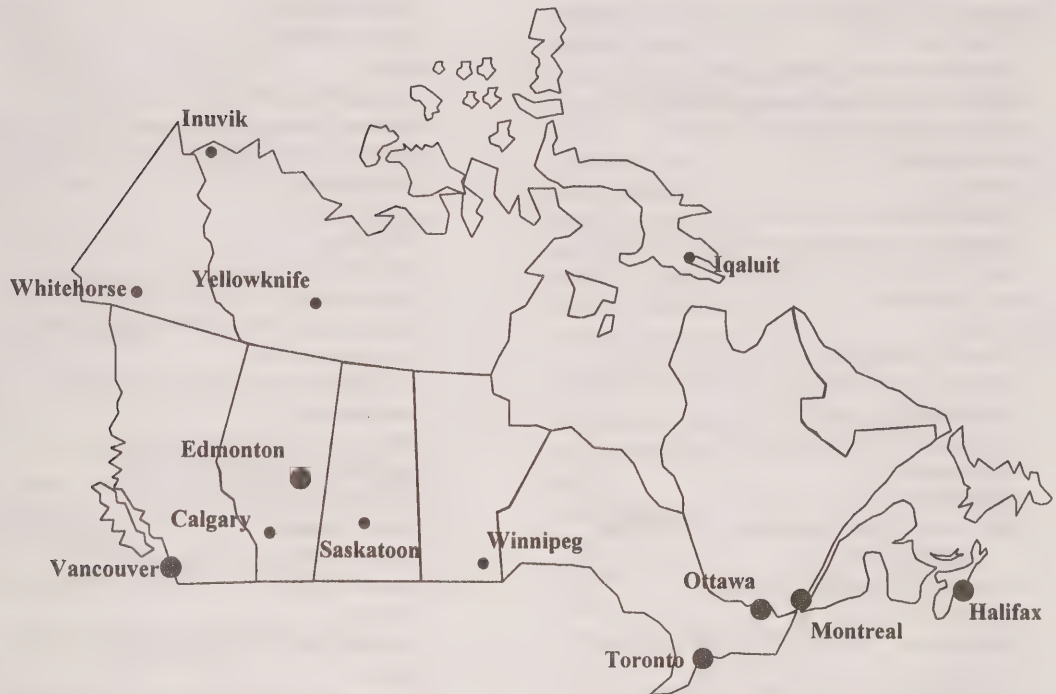 Inuvik
Iqaluit
Yellowknife
Whitehorse
Edmonton
Calgary
Saskatoon
Winnipeg
Vancouver
Ottawa
Halifax
Montreal
Toronto